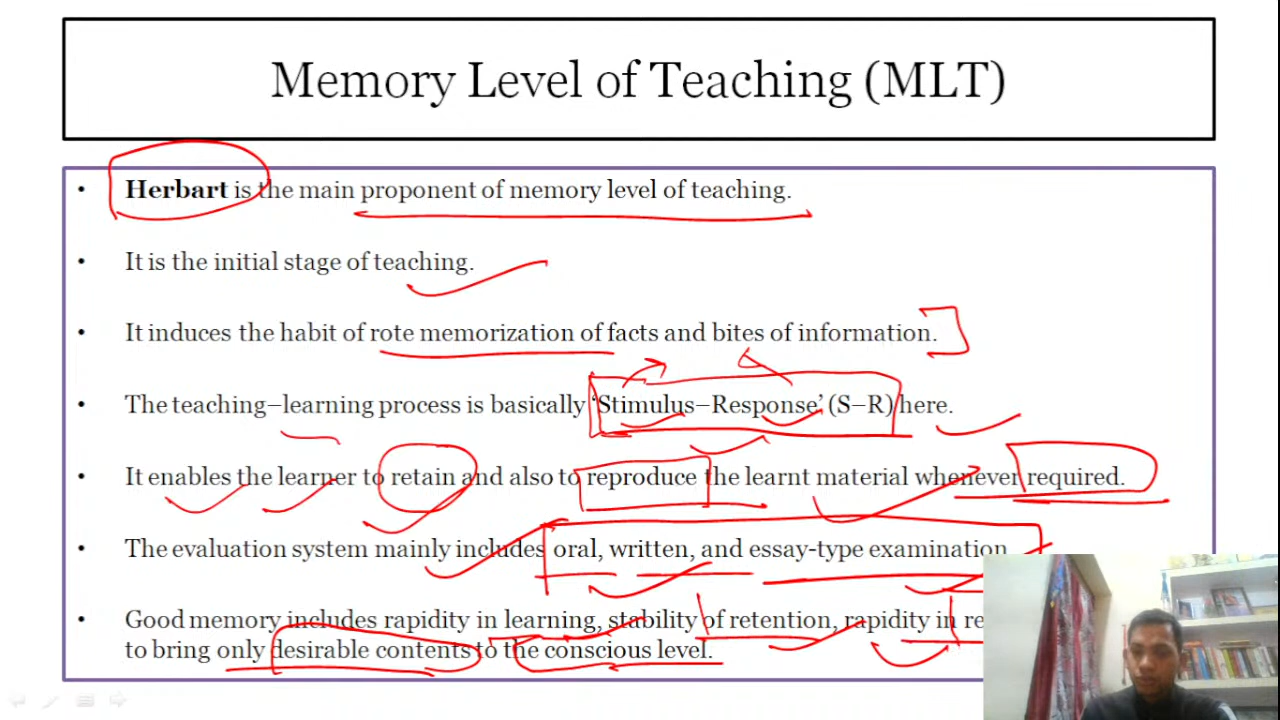 Memory Level of Teaching (MLT)
• Herbart is the main proponent of memory level of teaching.
• It is the initial stage of teaching.
• It induces the habit of rote memorization of facts and bites of information.
• The teaching–learning process is basically ‘Stimulus–Response’ (S–R) here.
• It enables the learner to retain and also to reproduce the learnt material whenever required.
• The evaluation system mainly includes oral, written, and essay-type examination.
• Good memory includes rapidity in learning, stability of retention, rapidity in
to bring only desirable contents to the conscious level.